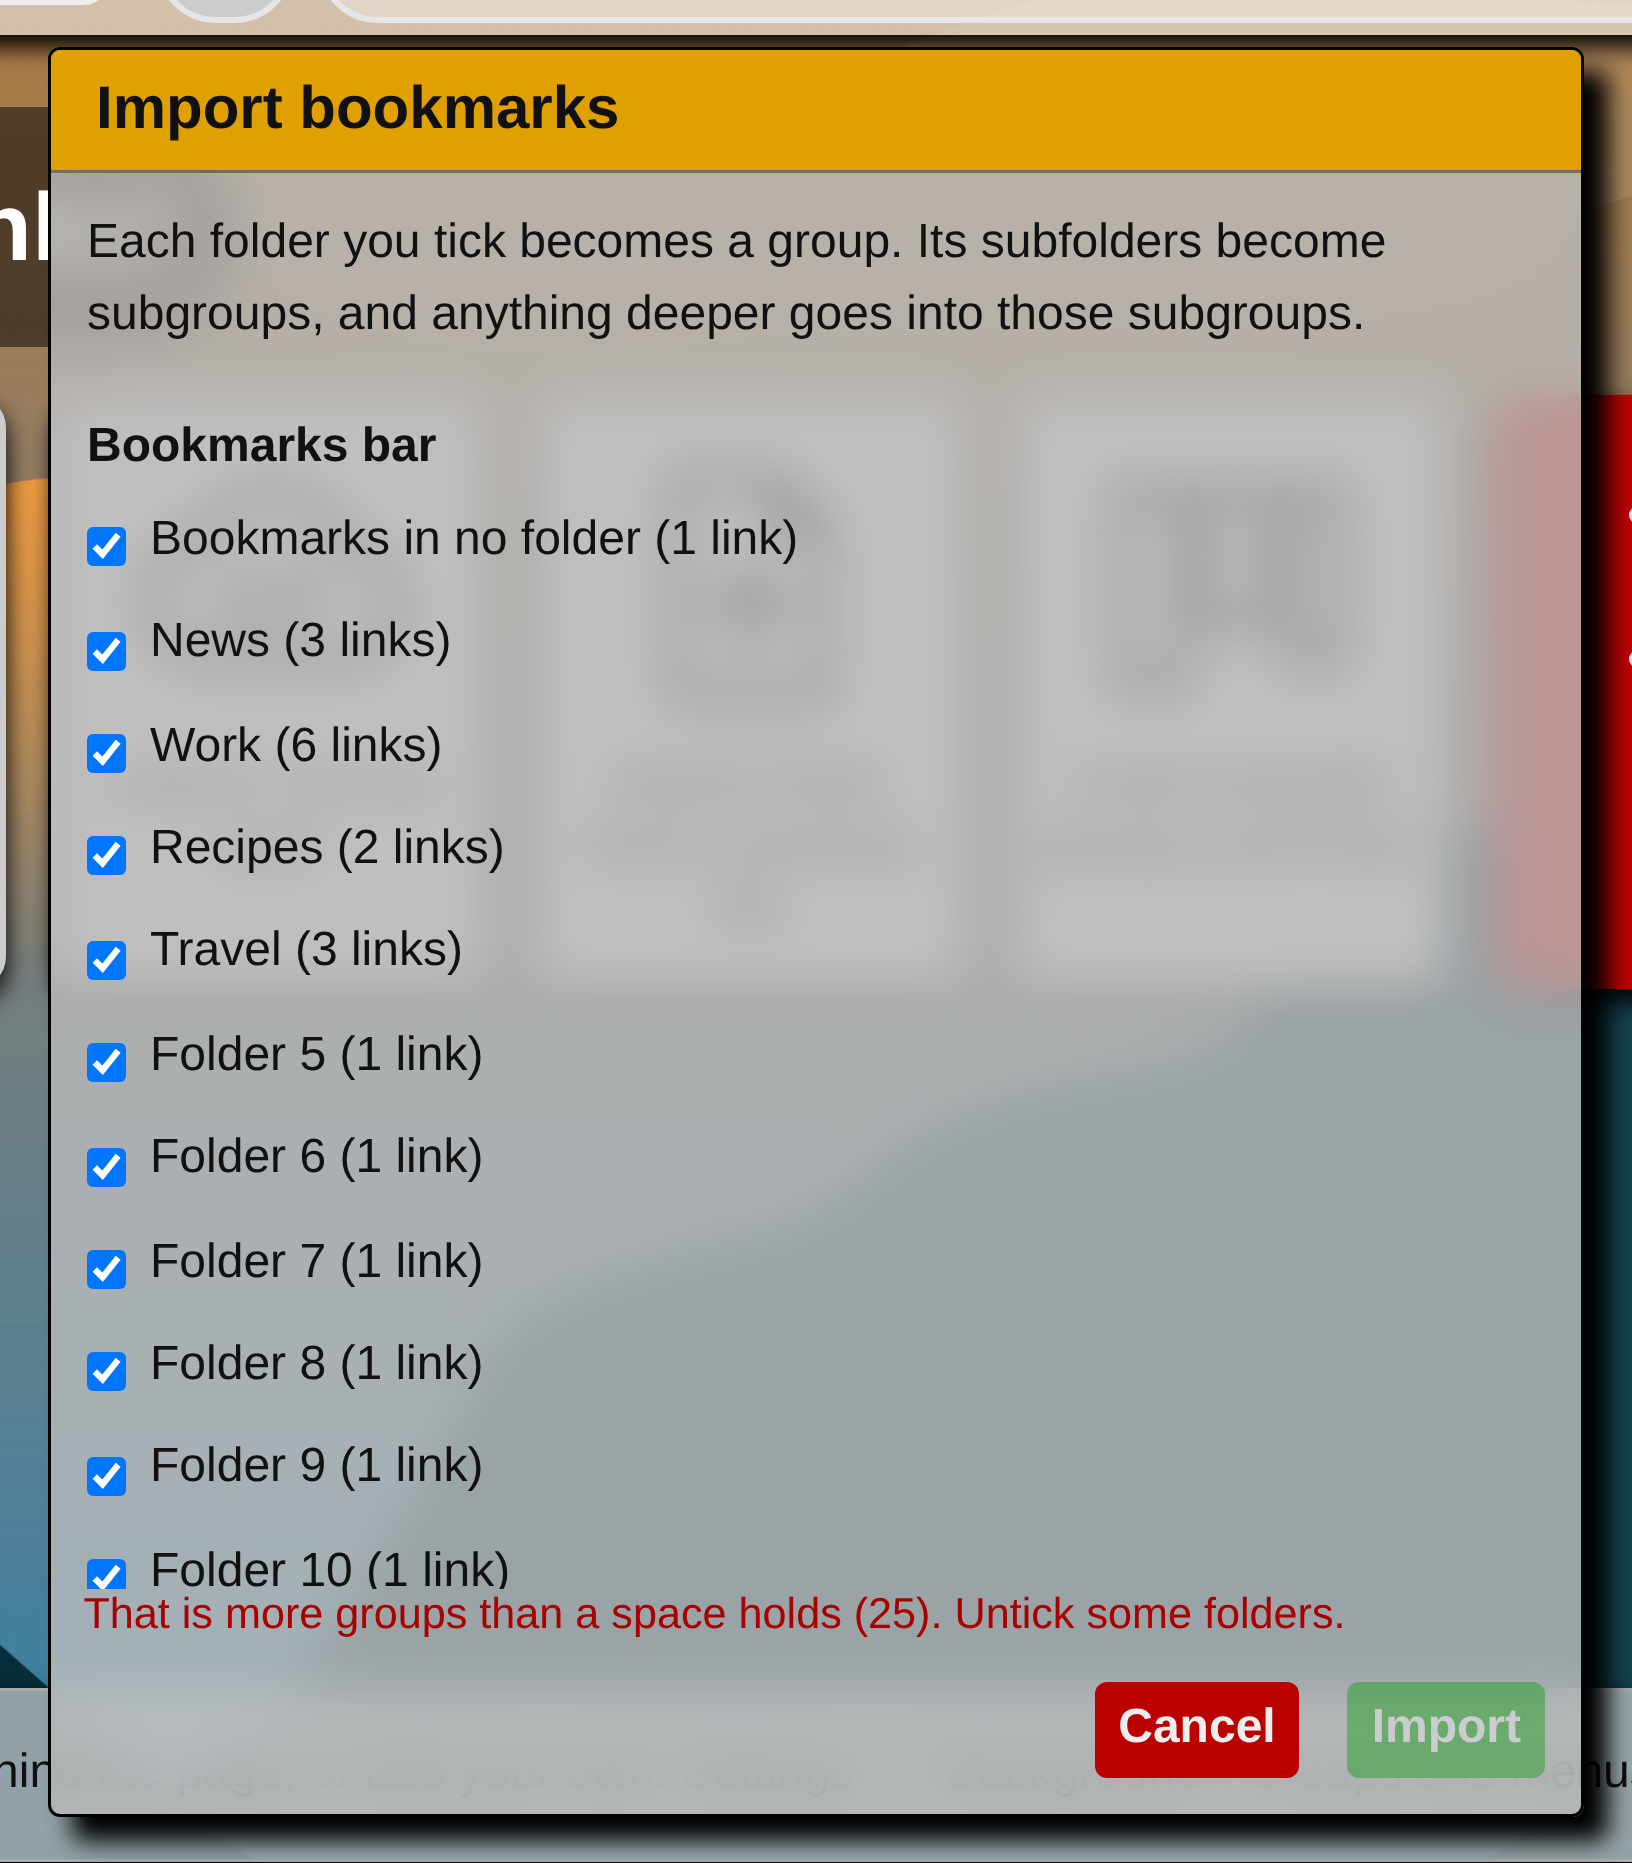 Import bookmarks
Each folder you tick becomes a group. Its subfolders become
subgroups, and anything deeper goes into those subgroups.
Bookmarks bar
Bookmarks in no folder (1 link)
News (3 links)
Work (6 links)
Recipes (2 links)
Travel (3 links)
Folder 5 (1 link)
Folder 6 (1 link)
Folder 7 (1 link)
Folder 8 (1 link)
Folder 9 (1 link)
Folder 10 (1 link)
That is more groups than a space holds (25). Untick some folders.
Cancel
Import